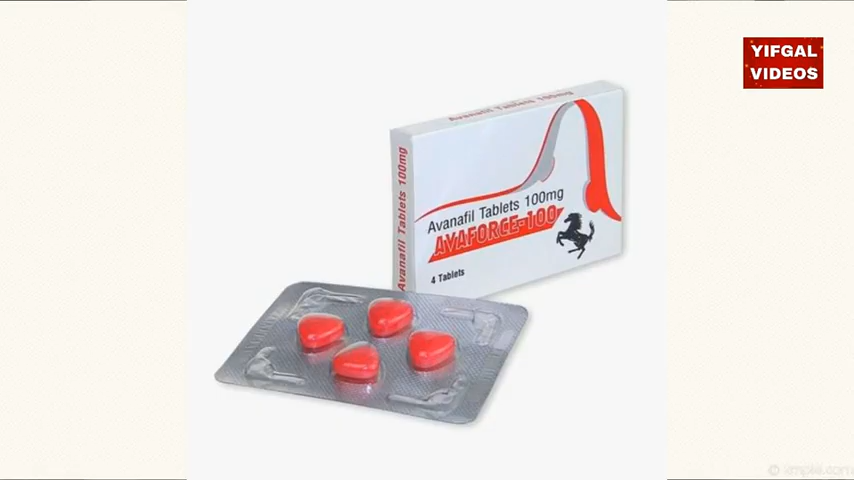 YIFGAL
VIDEOS
Avanafil Tablets 100mg
Avanafil Tablets 100mg
Avanafil Tablets 100mg
AVAFORCE-100
4 Tablets